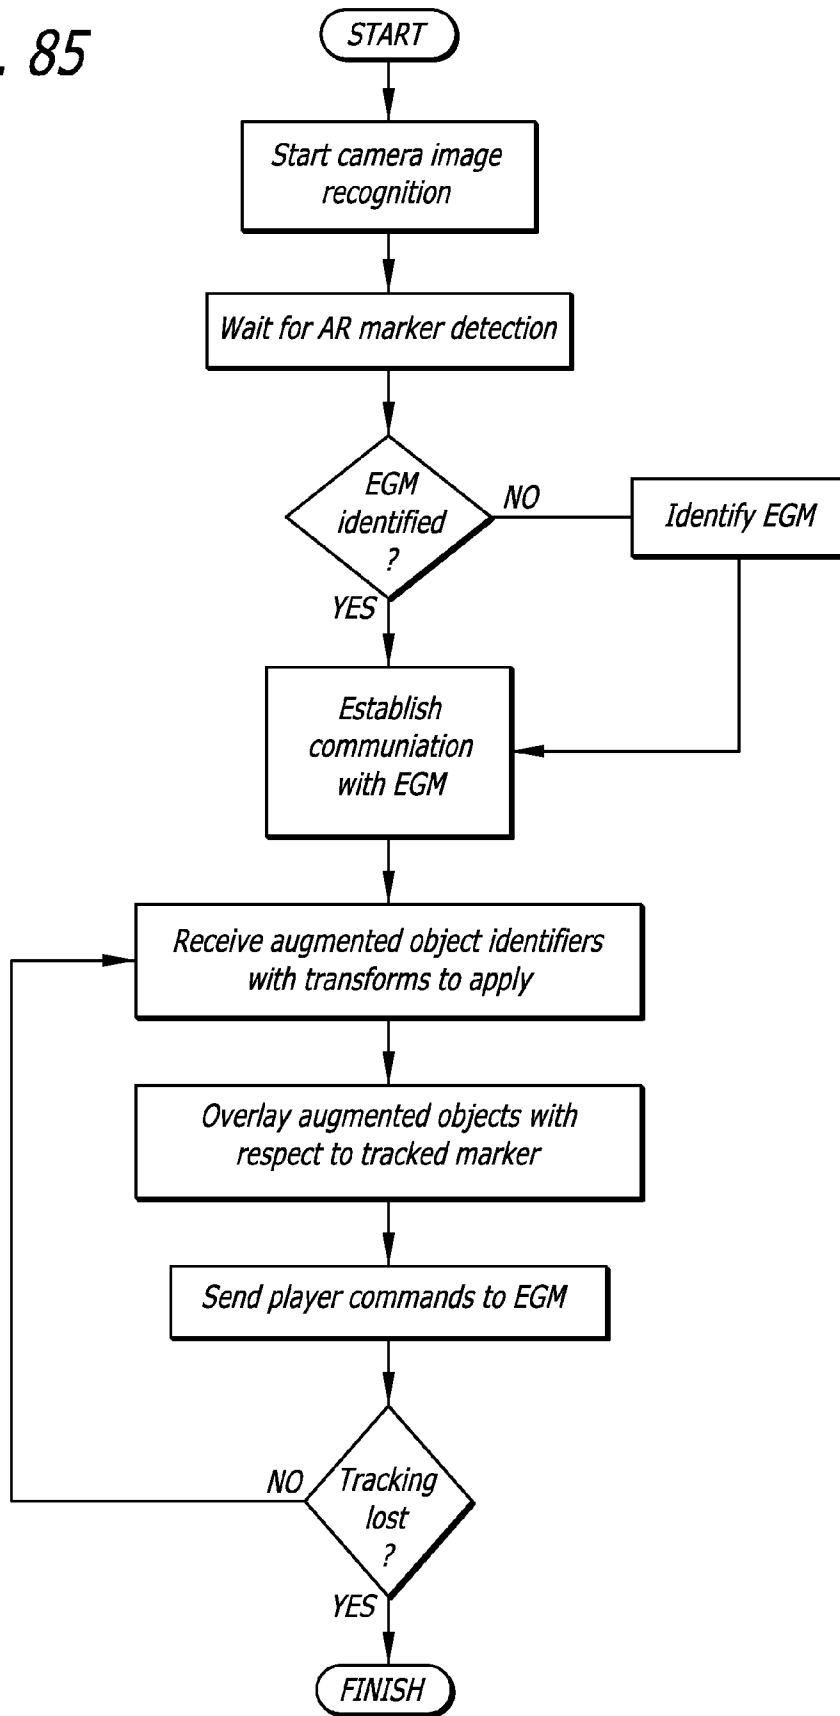 . 85
START
Start camera image
recognition
Wait for AR marker detection
EGM
identified
?
NO
Identify EGM
YES
Establish
communiation
with EGM
Receive augmented object identifiers
with transforms to apply
Overlay augmented objects with
respect to tracked marker
Send player commands to EGM
NO
Tracking
lost
?
YES
FINISH